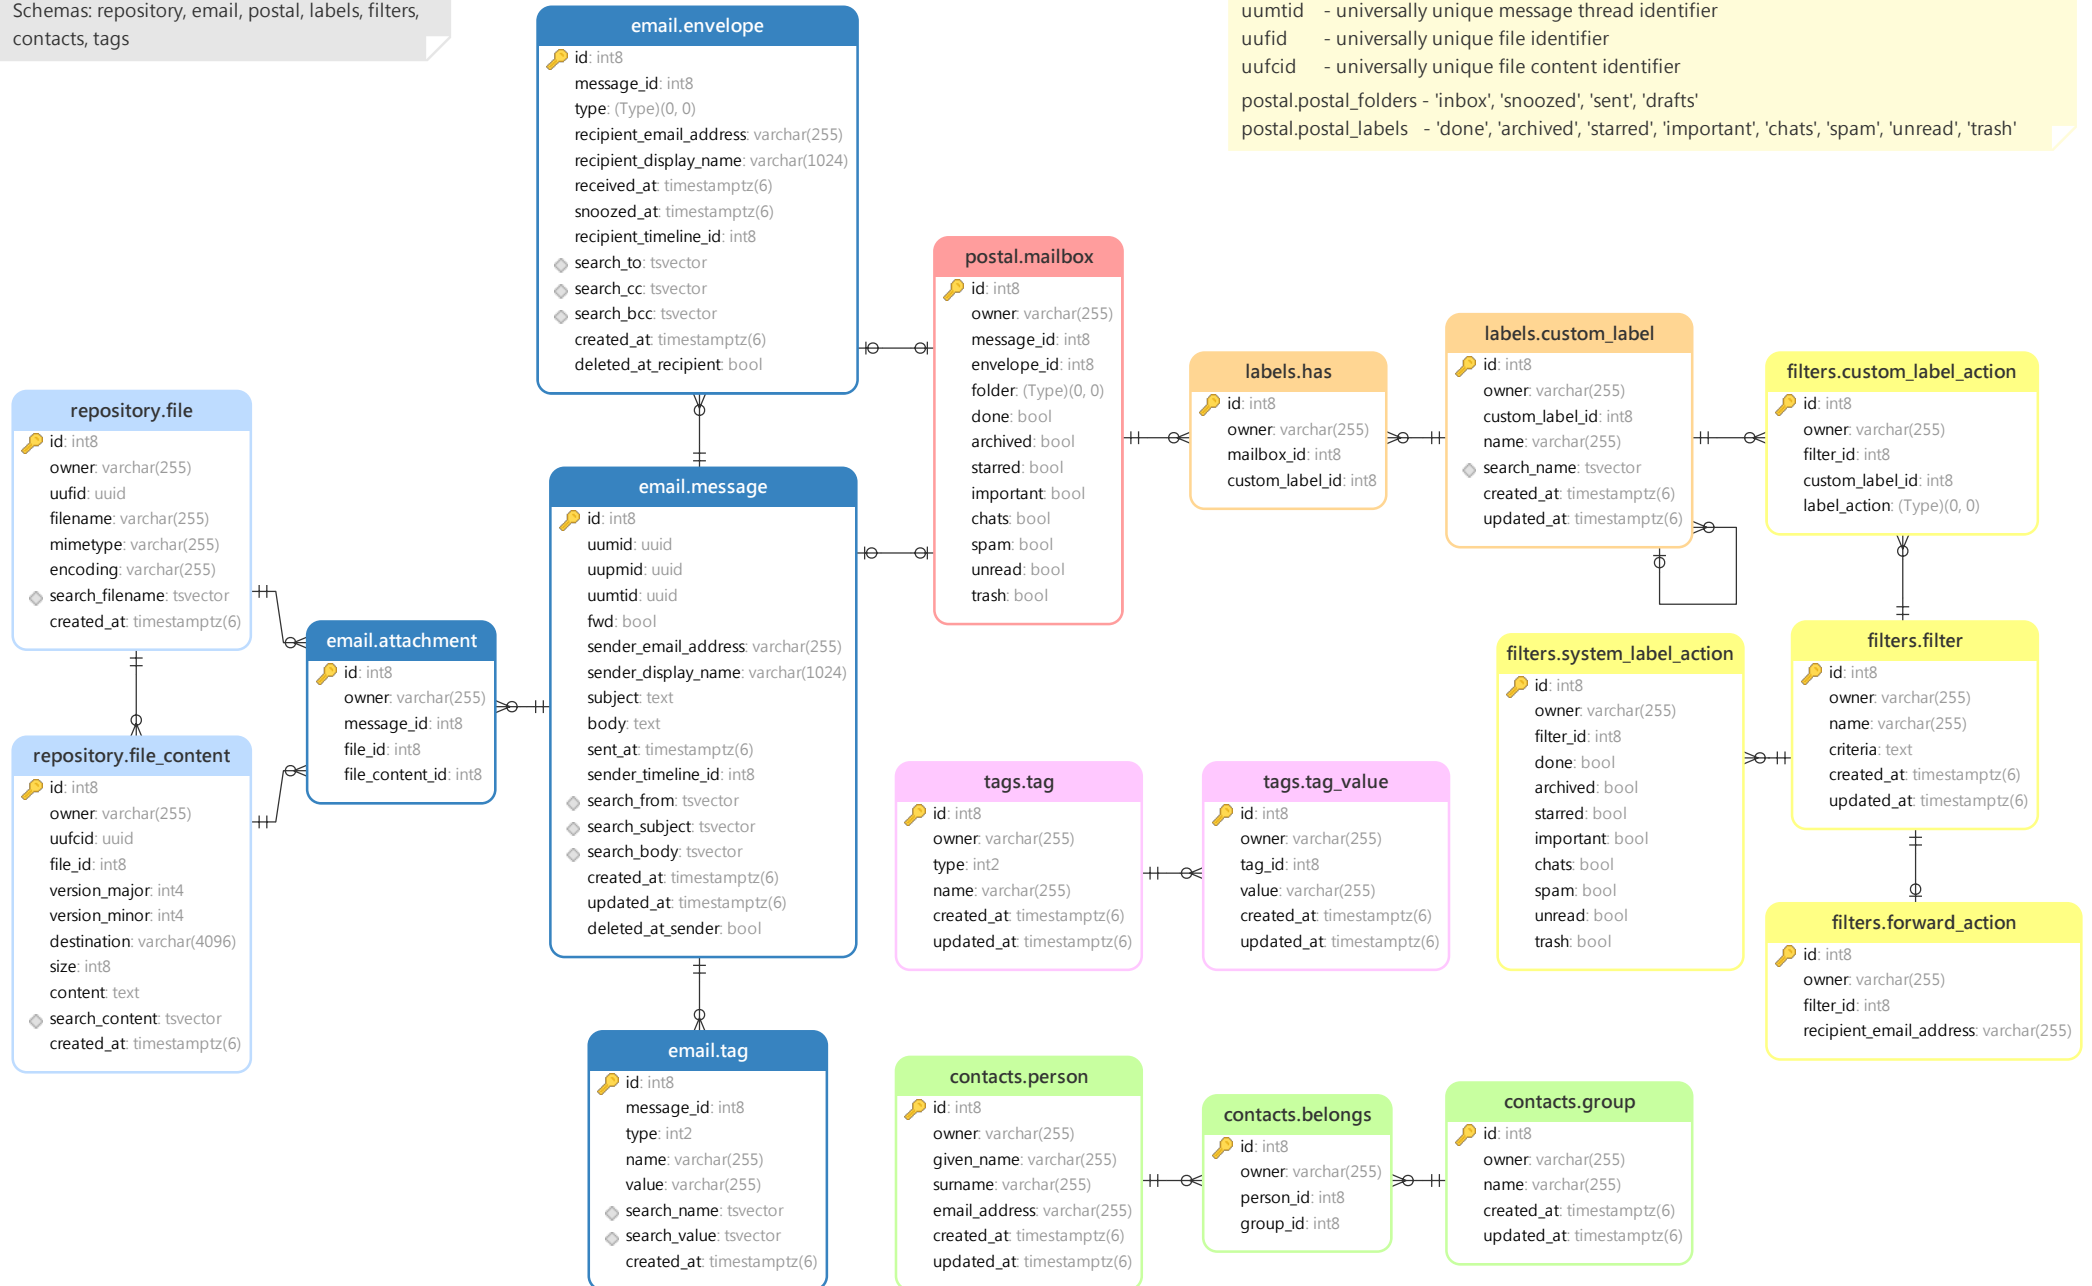 Schemas: repository, email, postal, labels, filters,
contacts, tags
uumtid - universally unique message thread identifier
uufid - universally unique file identifier
uufcid - universally unique file content identifier
postal.postal_folders - 'inbox', 'snoozed', 'sent', 'drafts'
postal.postal_labels - 'done', 'archived', 'starred', 'important', 'chats', 'spam', 'unread', 'trash'
email.envelope
id: int8
message_id: int8
type: (Type)(0, 0)
recipient_email_address: varchar(255)
recipient_display_name: varchar(1024)
received_at: timestamptz(6)
snoozed_at: timestamptz(6)
recipient_timeline_id: int8
search_to: tsvector
search_cc: tsvector
search_bcc: tsvector
created_at: timestamptz(6)
deleted_at_recipient: bool
postal.mailbox
id: int8
owner: varchar(255)
message_id: int8
envelope_id: int8
folder: (Type)(0, 0)
done: bool
archived: bool
starred: bool
important: bool
chats: bool
spam: bool
unread: bool
trash: bool
labels.has
id: int8
owner: varchar(255)
mailbox_id: int8
custom_label_id: int8
labels.custom_label
id: int8
owner: varchar(255)
custom_label_id: int8
name: varchar(255)
search_name: tsvector
created_at: timestamptz(6)
updated_at: timestamptz(6)
filters.custom_label_action
id: int8
owner: varchar(255)
filter_id: int8
custom_label_id: int8
label_action: (Type)(0, 0)
repository.file
id: int8
owner: varchar(255)
uufid: uuid
filename: varchar(255)
mimetype: varchar(255)
encoding: varchar(255)
search_filename: tsvector
created_at: timestamptz(6)
email.attachment
id: int8
owner: varchar(255)
message_id: int8
file_id: int8
file_content_id: int8
email.message
id: int8
uumid: uuid
uupmid: uuid
uumtid: uuid
fwd: bool
sender_email_address: varchar(255)
sender_display_name: varchar(1024)
subject: text
body: text
sent_at: timestamptz(6)
sender_timeline_id: int8
search_from: tsvector
search_subject: tsvector
search_body: tsvector
created_at: timestamptz(6)
updated_at: timestamptz(6)
deleted_at_sender: bool
filters.system_label_action
id: int8
owner: varchar(255)
filter_id: int8
done: bool
archived: bool
starred: bool
important: bool
chats: bool
spam: bool
unread: bool
trash: bool
filters.filter
id: int8
owner: varchar(255)
name: varchar(255)
criteria: text
created_at: timestamptz(6)
updated_at: timestamptz(6)
repository.file_content
id: int8
owner: varchar(255)
uufcid: uuid
file_id: int8
version_major: int4
version_minor: int4
destination: varchar(4096)
size: int8
content: text
search_content: tsvector
created_at: timestamptz(6)
tags.tag
id: int8
owner: varchar(255)
type: int2
name: varchar(255)
created_at: timestamptz(6)
updated_at: timestamptz(6)
tags.tag_value
id: int8
owner: varchar(255)
tag_id: int8
value: varchar(255)
created_at: timestamptz(6)
updated_at: timestamptz(6)
filters.forward_action
id: int8
owner: varchar(255)
filter_id: int8
recipient_email_address: varchar(255)
email.tag
id: int8
message_id: int8
type: int2
name: varchar(255)
value: varchar(255)
search_name: tsvector
search_value: tsvector
created_at: timestamptz(6)
contacts.person
id: int8
owner: varchar(255)
given_name: varchar(255)
surname: varchar(255)
email_address: varchar(255)
created_at: timestamptz(6)
updated_at: timestamptz(6)
contacts.belongs
id: int8
owner: varchar(255)
person_id: int8
group_id: int8
contacts.group
id: int8
owner: varchar(255)
name: varchar(255)
created_at: timestamptz(6)
updated_at: timestamptz(6)